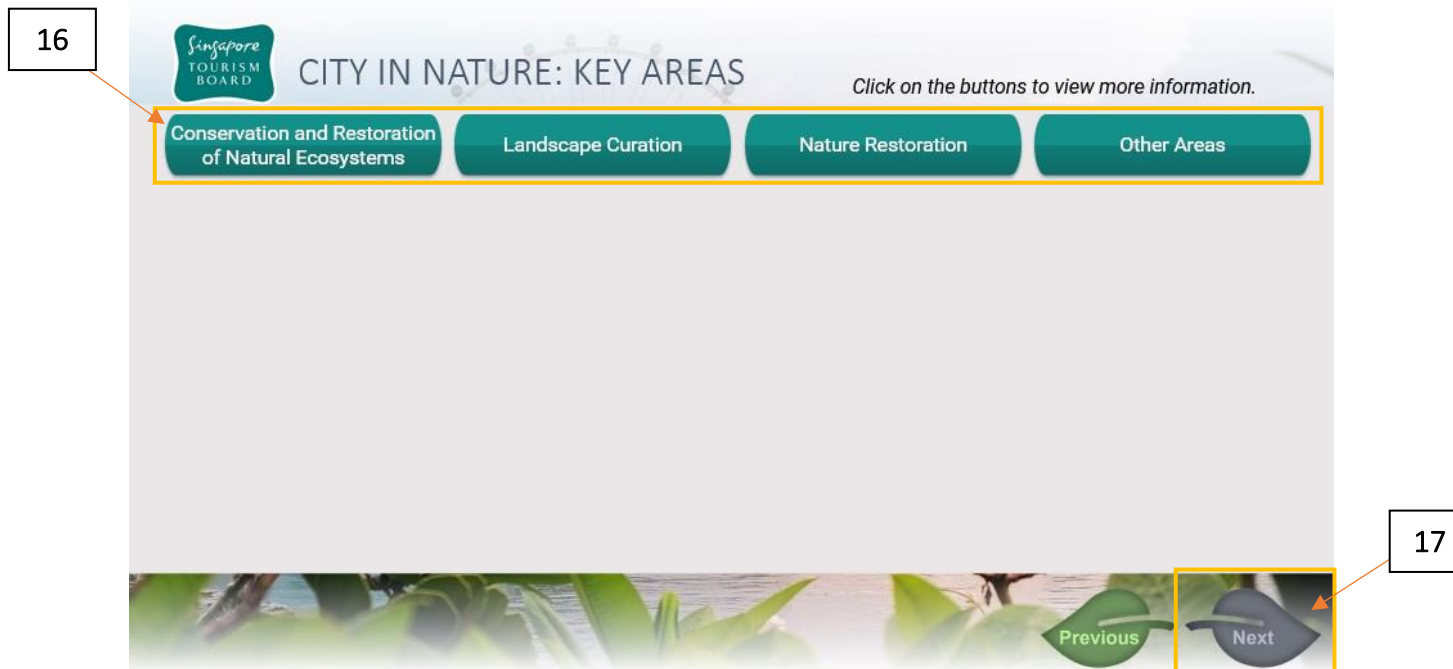 16
Singapore
TOURISM
BOARD
CITY IN NATURE: KEY AREAS
Click on the buttons to view more information.
Conservation and Restoration
of Natural Ecosystems
Landscape Curation
Nature Restoration
Other Areas
17
Previous
Next